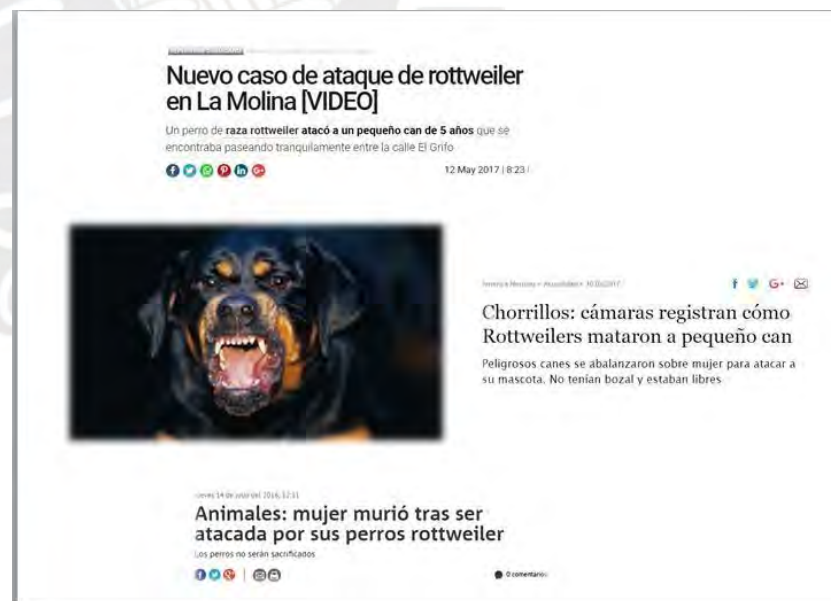 Nuevo caso de ataque de rottweiler
en La Molina [VIDEO]
Un perro de raza rottweiler atacó a un pequeño can de 5 años que se
encontraba paseando tranquilamente entre la calle El Grifo
12 May 2017 | 8:23
Chorrillos: cámaras registran cómo
Rottweilers mataron a pequeño can
Peligrosos canes se abalanzaron sobre mujer para atacar a
su mascota. No tenían bozal y estaban libres
Animales: mujer murió tras ser
atacada por sus perros rottweiler
Los perros no serán sacrificados
0 comentarios